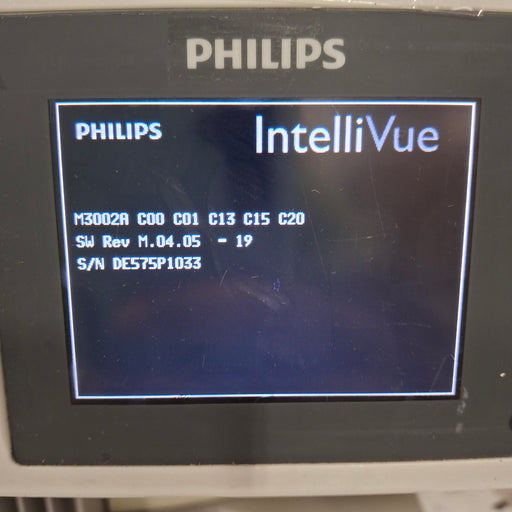 PHILIPS
PHILIPS
IntelliVue
M3002A C00 C01 C13 C15 C20
SW Rev M.04.05 - 19
S/N DE575P1033